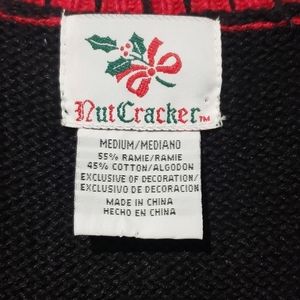 NutCracker™
MEDIUM/MEDIANO
55% RAMIE/RAMIE
45% COTTON/ALGODON
EXCLUSIVE OF DECORATION/
EXCLUSIVO DE DECORACIÓN
MADE IN CHINA
HECHO EN CHINA